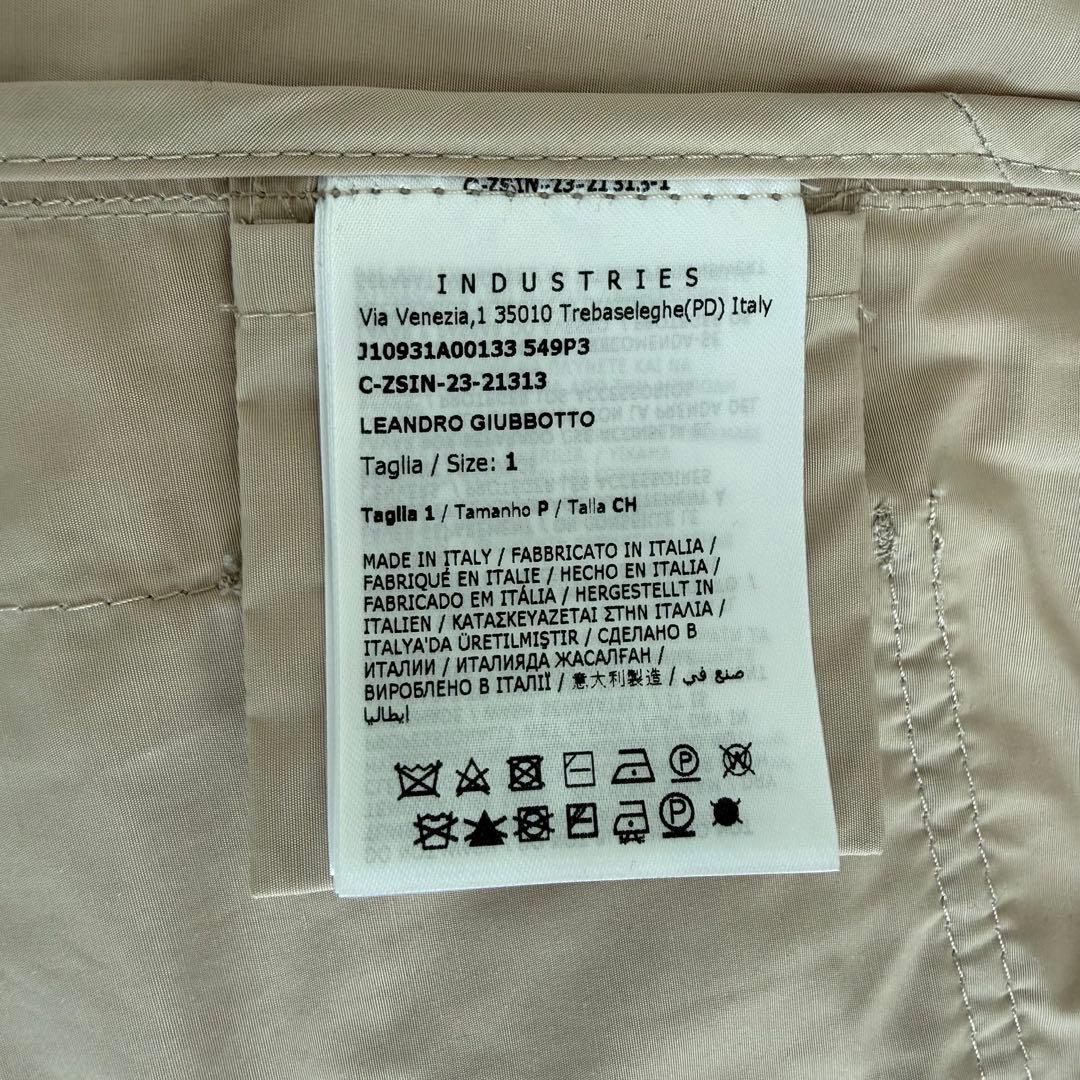 C-ZSIN-23-21313-1
INDUSTRIES
Via Venezia,1 35010 Trebaseleghe(PD) Italy
J10931A00133 549P3
C-ZSIN-23-21313
LEANDRO GIUBBOTTO
Taglia / Size: 1
Taglia 1 / Tamanho P / Talla CH
MADE IN ITALY / FABBRICATO IN ITALIA /
FABRIQUÉ EN ITALIE / HECHO EN ITALIA /
FABRICADO EM ITÁLIA / HERGESTELLT IN
ITALIEN / ΚΑΤΑΣΚΕΥΑΖΕΤΑΙ ΣΤΗΝ ΙΤΑΛΙΑ /
ITALYA'DA ÜRETILMIŞTIR / СДЕЛАНО В
ИТАЛИИ / ИТАЛИЯДА ЖАСАЛҒАН /
ВИРОБЛЕНО В ІТАЛІЇ / 意大利製造 / صنع في
إيطاليا
P W
P